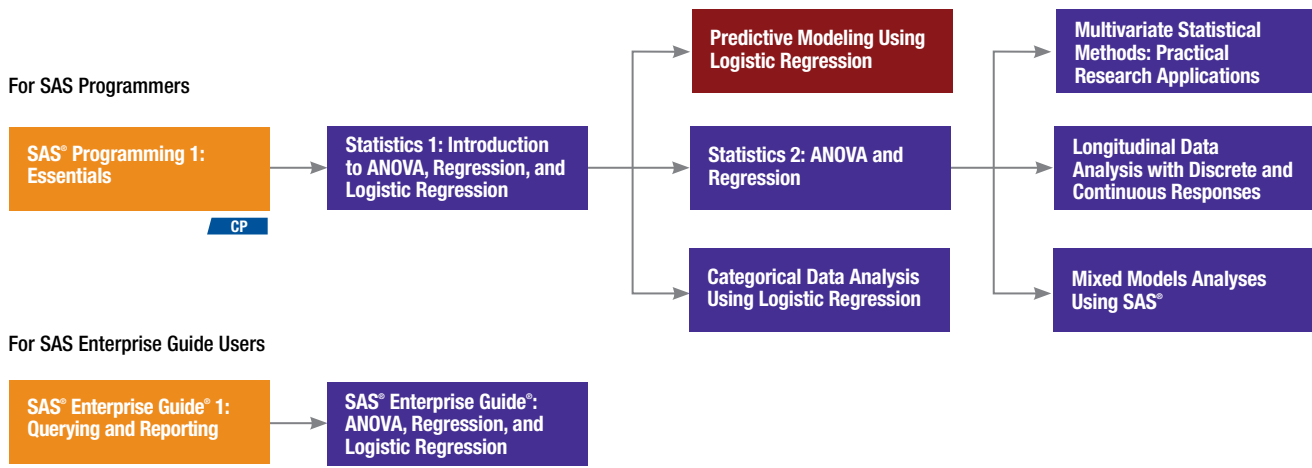 For SAS Programmers
SAS® Programming 1:
Essentials
CP
Statistics 1: Introduction
to ANOVA, Regression, and
Logistic Regression
Predictive Modeling Using
Logistic Regression
Statistics 2: ANOVA and
Regression
Categorical Data Analysis
Using Logistic Regression
Multivariate Statistical
Methods: Practical
Research Applications
Longitudinal Data
Analysis with Discrete and
Continuous Responses
Mixed Models Analyses
Using SAS®
For SAS Enterprise Guide Users
SAS® Enterprise Guide® 1:
Querying and Reporting
SAS® Enterprise Guide®:
ANOVA, Regression, and
Logistic Regression